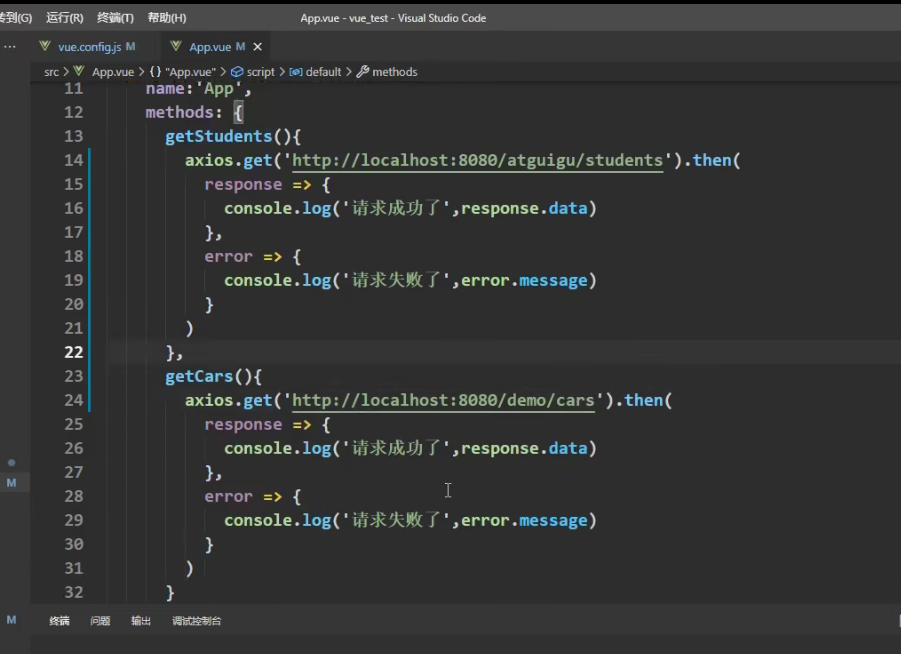 转到(G) 运行(R) 终端(T) 帮助(H) App.vue - vue_test - Visual Studio Code
··· vue.config.js M App.vue M ×
src > App.vue > {} "App.vue" > script > default > methods
11 name:'App',
12 methods: {
13 getStudents(){
14 axios.get('http://localhost:8080/atguigu/students').then(
15 response => {
16 console.log('请求成功了',response.data)
17 },
18 error => {
19 console.log('请求失败了',error.message)
20 }
21 )
22 },
23 getCars(){
24 axios.get('http://localhost:8080/demo/cars').then(
25 response => {
26 console.log('请求成功了',response.data)
27 },
28 error => {
29 console.log('请求失败了',error.message)
30 }
31 )
32 }
M
M 终端 问题 输出 调试控制台